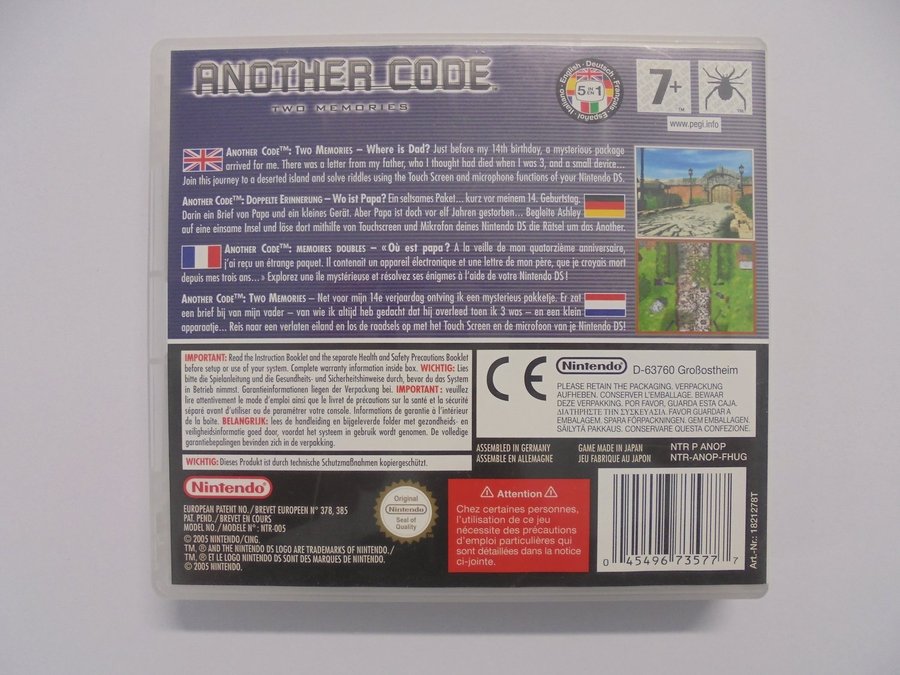 ANOTHER CODE™
TWO MEMORIES
English · Deutsch · Français · Español · Italiano
5 IN EN 1
7+
™
™
www.pegi.info
ANOTHER CODE™: TWO MEMORIES – Where is Dad? Just before my 14th birthday, a mysterious package
arrived for me. There was a letter from my father, who I thought had died when I was 3, and a small device...
Join this journey to a deserted island and solve riddles using the Touch Screen and microphone functions of your Nintendo DS.
ANOTHER CODE™: DOPPELTE ERINNERUNG – Wo ist Papa? Ein seltsames Paket... kurz vor meinem 14. Geburtstag.
Darin ein Brief von Papa und ein kleines Gerät. Aber Papa ist doch vor elf Jahren gestorben... Begleite Ashley
auf eine einsame Insel und löse dort mithilfe von Touchscreen und Mikrofon deines Nintendo DS die Rätsel um das Another.
ANOTHER CODE™: MEMOIRES DOUBLES – « Où est papa ? A la veille de mon quatorzième anniversaire,
j'ai reçu un étrange paquet. Il contenait un appareil électronique et une lettre de mon père, que je croyais mort
depuis mes trois ans... » Explorez une île mystérieuse et résolvez ses énigmes à l'aide de votre Nintendo DS !
ANOTHER CODE™: TWO MEMORIES – Net voor mijn 14e verjaardag ontving ik een mysterieus pakketje. Er zat
een brief bij van mijn vader – van wie ik altijd heb gedacht dat hij overleed toen ik 3 was – en een klein
apparaatje... Reis naar een verlaten eiland en los de raadsels op met het Touch Screen en de microfoon van je Nintendo DS!
IMPORTANT: Read the Instruction Booklet and the separate Health and Safety Precautions Booklet
before setup or use of your system. Complete warranty information inside box. WICHTIG: Lies
bitte die Spielanleitung und die Gesundheits- und Sicherheitshinweise durch, bevor du das System
in Betrieb nimmst. Garantieinformationen liegen der Verpackung bei. IMPORTANT : veuillez
lire attentivement le mode d'emploi ainsi que le livret de précautions sur la santé et la sécurité
séparé avant d'utiliser ou de paramétrer votre console. Informations de garantie à l'intérieur
de la boîte. BELANGRIJK: lees de handleiding en bijgeleverde folder met gezondheids- en
veiligheidsinformatie goed door, voordat het systeem in gebruik wordt genomen. De volledige
garantiebepalingen bevinden zich in de verpakking.
WICHTIG: Dieses Produkt ist durch technische Schutzmaßnahmen kopiergeschützt.
CE
Nintendo
D-63760 Großostheim
PLEASE RETAIN THE PACKAGING. VERPACKUNG
AUFHEBEN. CONSERVER L'EMBALLAGE. BEWAAR
DEZE VERPAKKING. POR FAVOR, GUARDA ESTA CAJA.
ΔΙΑΤΗΡΗΣΤΕ ΤΗΝ ΣΥΣΚΕΥΑΣΙΑ. FAVOR GUARDAR A
EMBALAGEM. SPARA FÖRPACKNINGEN. GEM EMBALLAGEN.
SÄILYTÄ PAKKAUS. CONSERVARE QUESTA CONFEZIONE.
ASSEMBLED IN GERMANY
ASSEMBLE EN ALLEMAGNE
GAME MADE IN JAPAN
JEU FABRIQUE AU JAPON
NTR P ANOP
NTR-ANOP-FHUG
Nintendo
EUROPEAN PATENT NO./BREVET EUROPEEN N° 378, 385
PAT. PEND./BREVET EN COURS
MODEL NO./MODELE N°: NTR-005
© 2005 NINTENDO/CING.
TM, ® AND THE NINTENDO DS LOGO ARE TRADEMARKS OF NINTENDO./
TM, ® ET LE LOGO NINTENDO DS SONT DES MARQUES DE NINTENDO.
© 2005 NINTENDO.
Original
Nintendo
Seal of
Quality
Attention
Chez certaines personnes,
l'utilisation de ce jeu
nécessite des précautions
d'emploi particulières qui
sont détaillées dans la notice
ci-jointe.
0 45496 73577 7
Art.-Nr.: 1821278T